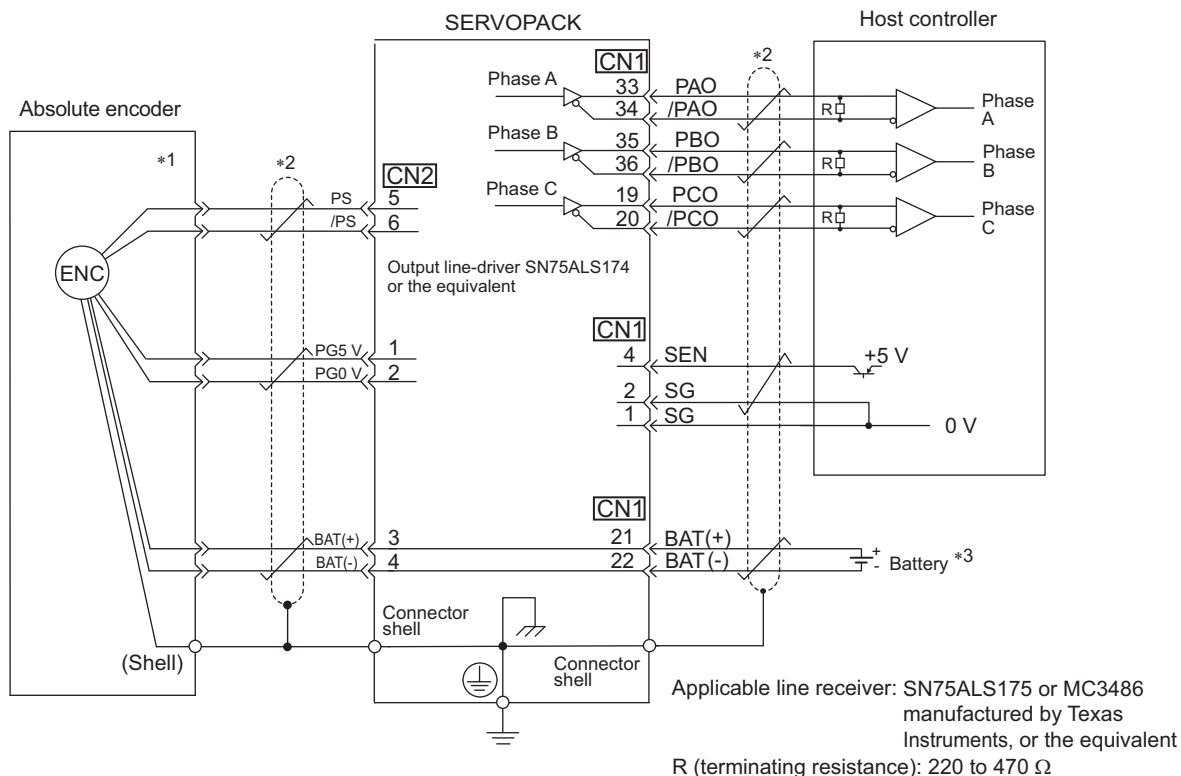 SERVOPACK
Host controller
Absolute encoder
*1
*2
CN2
PS 5
/PS 6
ENC
Output line-driver SN75ALS174
or the equivalent
PG5 V 1
PG0 V 2
BAT(+) 3
BAT(-) 4
(Shell)
Connector
shell
Phase A
Phase B
Phase C
CN1
33 PAO
34 /PAO
35 PBO
36 /PBO
19 PCO
20 /PCO
*2
R
R
R
Phase
A
Phase
B
Phase
C
CN1
4 SEN
+5 V
2 SG
1 SG
0 V
CN1
21 BAT(+)
22 BAT (-)
+
-
Battery *3
Connector
shell
Applicable line receiver: SN75ALS175 or MC3486
manufactured by Texas
Instruments, or the equivalent
R (terminating resistance): 220 to 470 Ω